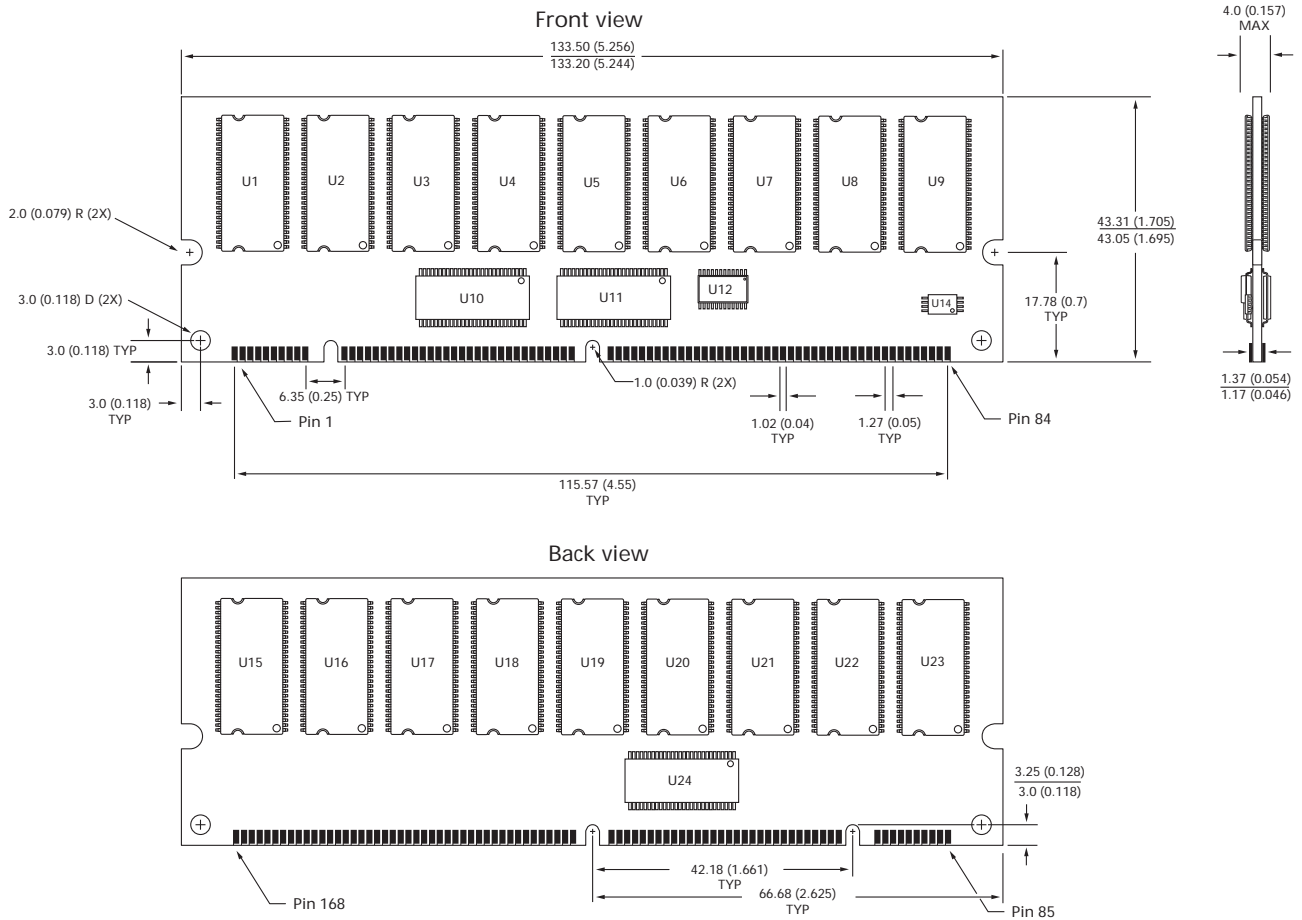 Front view
133.50 (5.256)
133.20 (5.244)
4.0 (0.157)
MAX
U1
U2
U3
U4
U5
U6
U7
U8
U9
2.0 (0.079) R (2X)
43.31 (1.705)
43.05 (1.695)
U10
U11
U12
U14
3.0 (0.118) D (2X)
17.78 (0.7)
TYP
3.0 (0.118) TYP
3.0 (0.118)
TYP
6.35 (0.25) TYP
1.0 (0.039) R (2X)
1.37 (0.054)
1.17 (0.046)
Pin 1
1.02 (0.04)
TYP
1.27 (0.05)
TYP
Pin 84
115.57 (4.55)
TYP
Back view
U15
U16
U17
U18
U19
U20
U21
U22
U23
U24
3.25 (0.128)
3.0 (0.118)
42.18 (1.661)
TYP
66.68 (2.625)
TYP
Pin 168
Pin 85